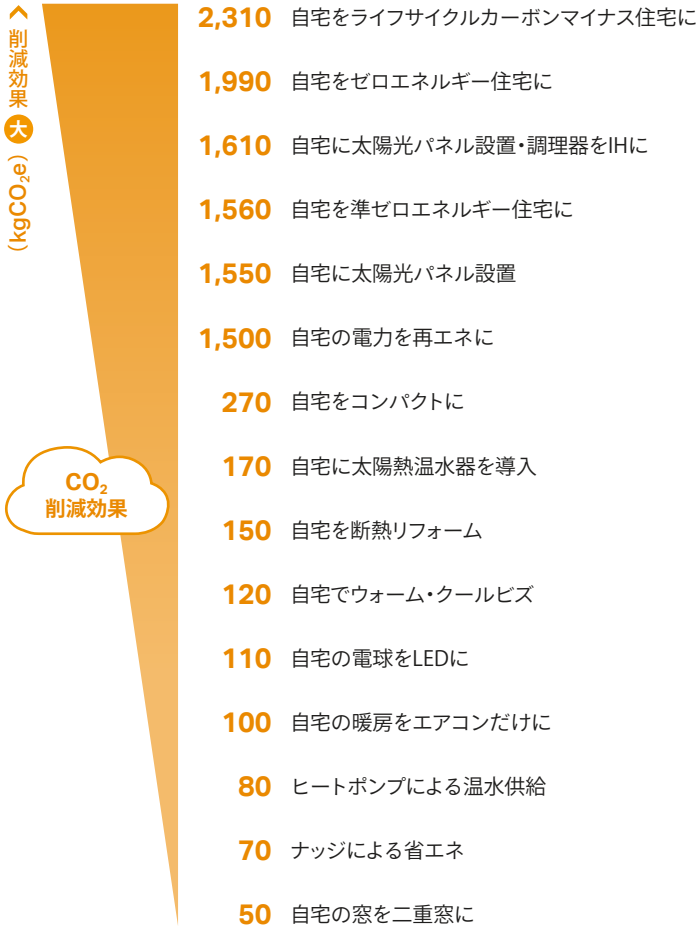 削減効果 大 (kgCO₂e)
2,310 自宅をライフサイクルカーボンマイナス住宅に
1,990 自宅をゼロエネルギー住宅に
1,610 自宅に太陽光パネル設置・調理器をIHに
1,560 自宅を準ゼロエネルギー住宅に
1,550 自宅に太陽光パネル設置
1,500 自宅の電力を再エネに
270 自宅をコンパクトに
170 自宅に太陽熱温水器を導入
150 自宅を断熱リフォーム
120 自宅でウォーム・クールビズ
110 自宅の電球をLEDに
100 自宅の暖房をエアコンだけに
80 ヒートポンプによる温水供給
70 ナッジによる省エネ
50 自宅の窓を二重窓に
CO₂
削減効果